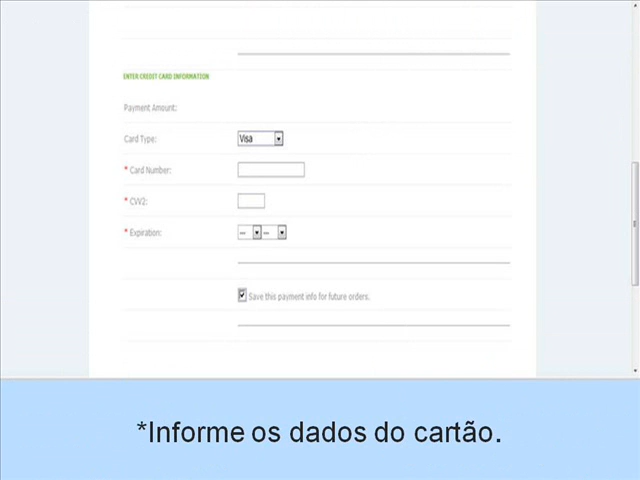 ENTER CREDIT CARD INFORMATION
Payment Amount:
Card Type: Visa
* Card Number:
* CVV2:
* Expiration: --- ---
Save this payment info for future orders.
*Informe os dados do cartão.